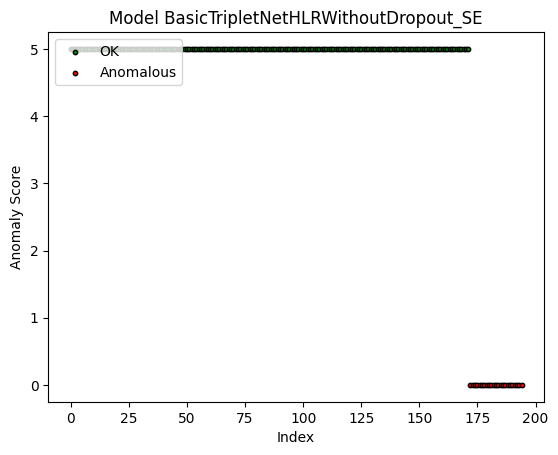 Model BasicTripletNetHLRWithoutDropout_SE
OK
Anomalous
Anomaly Score
5
4
3
2
1
0
0 25 50 75 100 125 150 175 200
Index